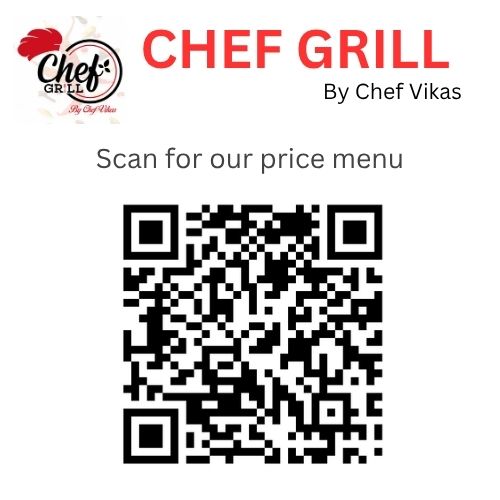 Chef
GRILL
By Chef Vikas
CHEF GRILL
By Chef Vikas
Scan for our price menu